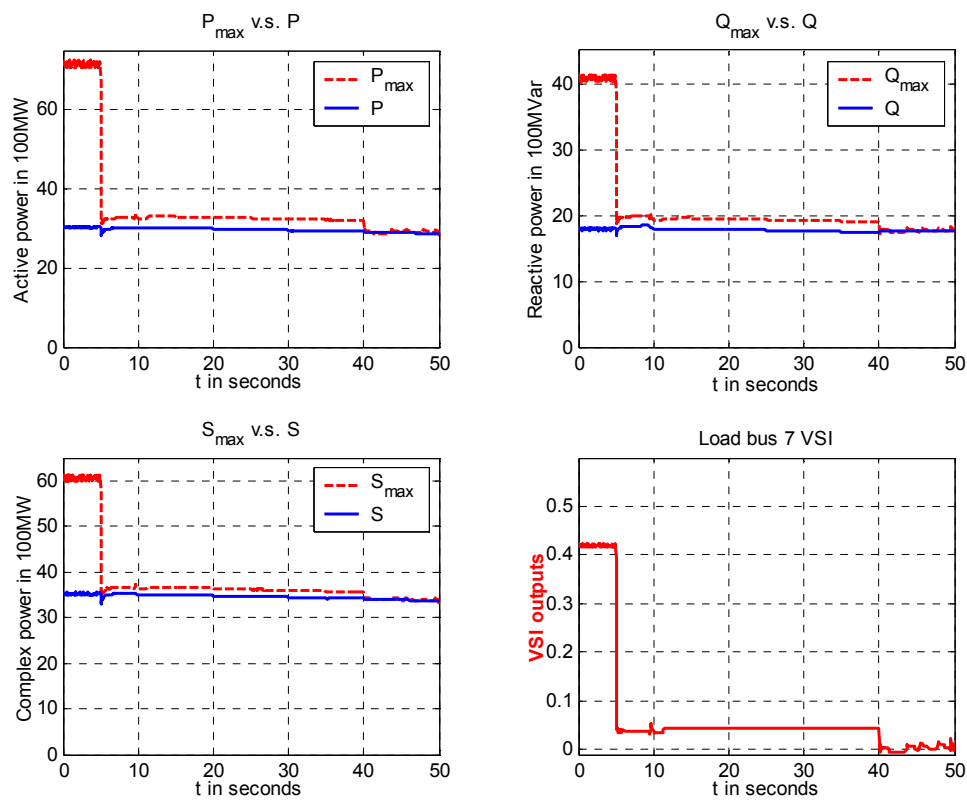 P_max v.s. P
Active power in 100MW
60
40
20
0
P_max
P
0 10 20 30 40 50
t in seconds
Q_max v.s. Q
Reactive power in 100MVar
40
30
20
10
0
Q_max
Q
0 10 20 30 40 50
t in seconds
S_max v.s. S
Complex power in 100MW
60
50
40
30
20
10
0
S_max
S
0 10 20 30 40 50
t in seconds
Load bus 7 VSI
VSI outputs
0.5
0.4
0.3
0.2
0.1
0
0 10 20 30 40 50
t in seconds